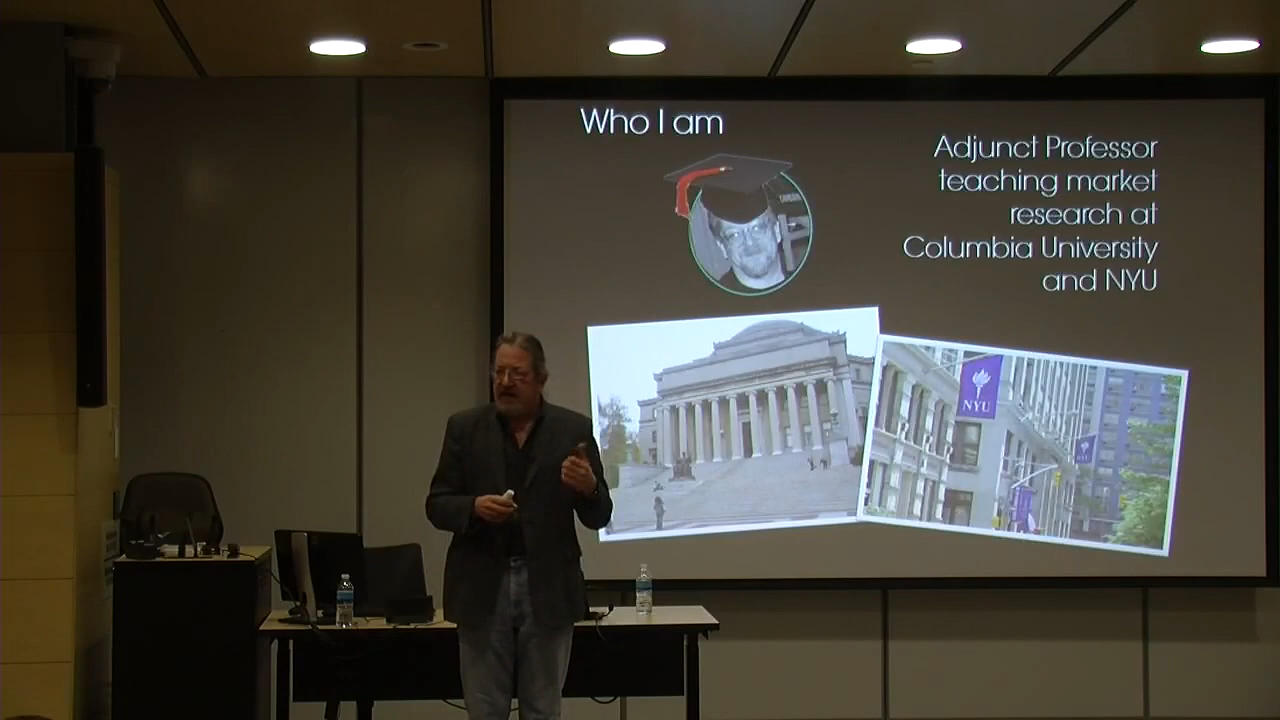 Who I am
Adjunct Professor
teaching market
research at
Columbia University
and NYU
NYU